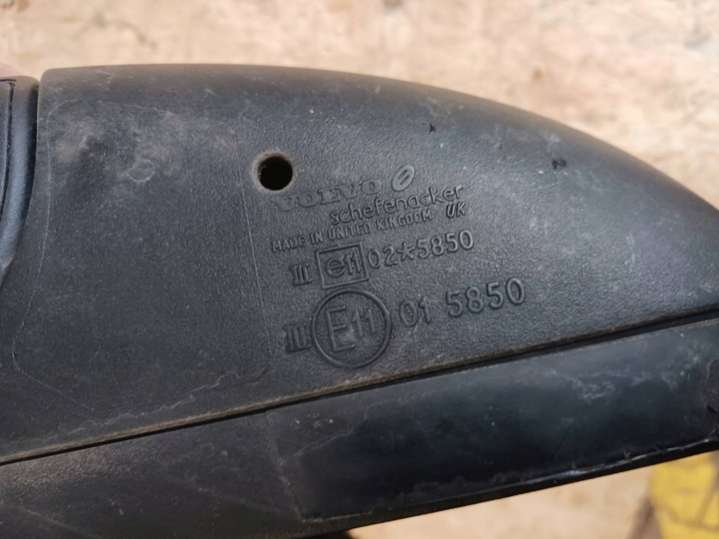 VOLVO
schefenacker
MADE IN UNITED KINGDOM UK
III e11 02*5850
III E11 01 5850